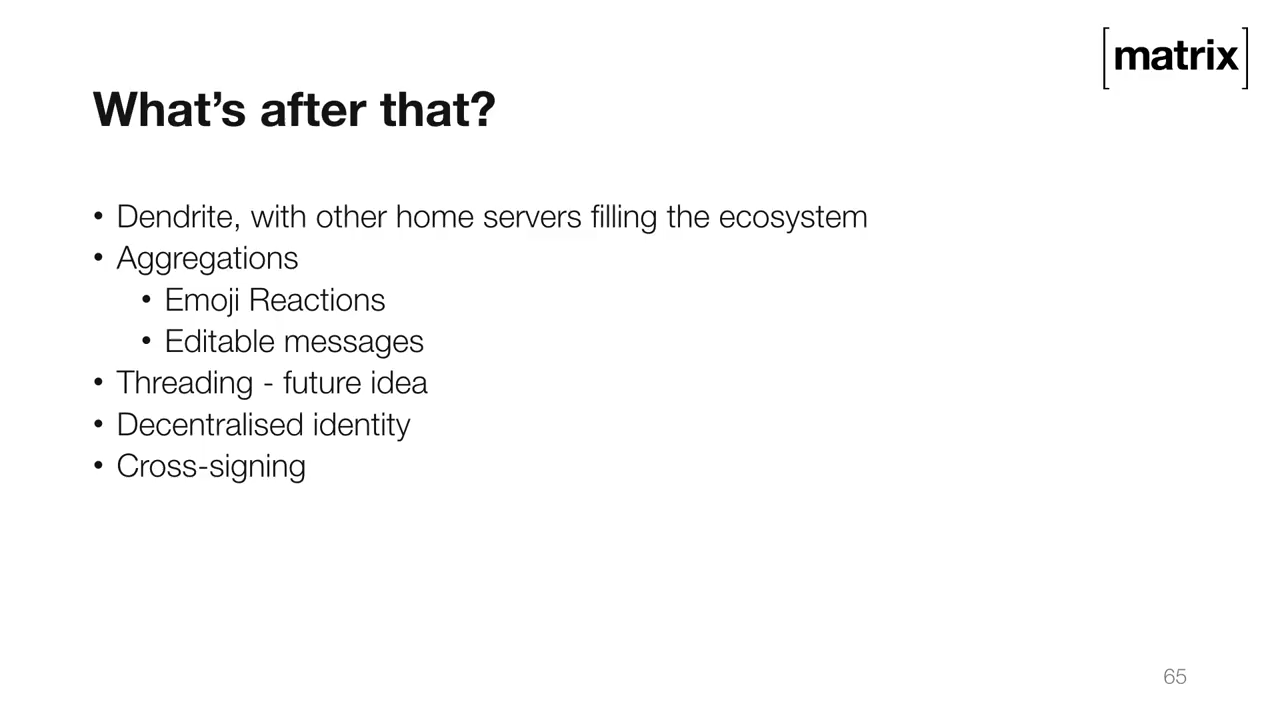 [matrix]
What’s after that?
• Dendrite, with other home servers filling the ecosystem
• Aggregations
• Emoji Reactions
• Editable messages
• Threading - future idea
• Decentralised identity
• Cross-signing
65